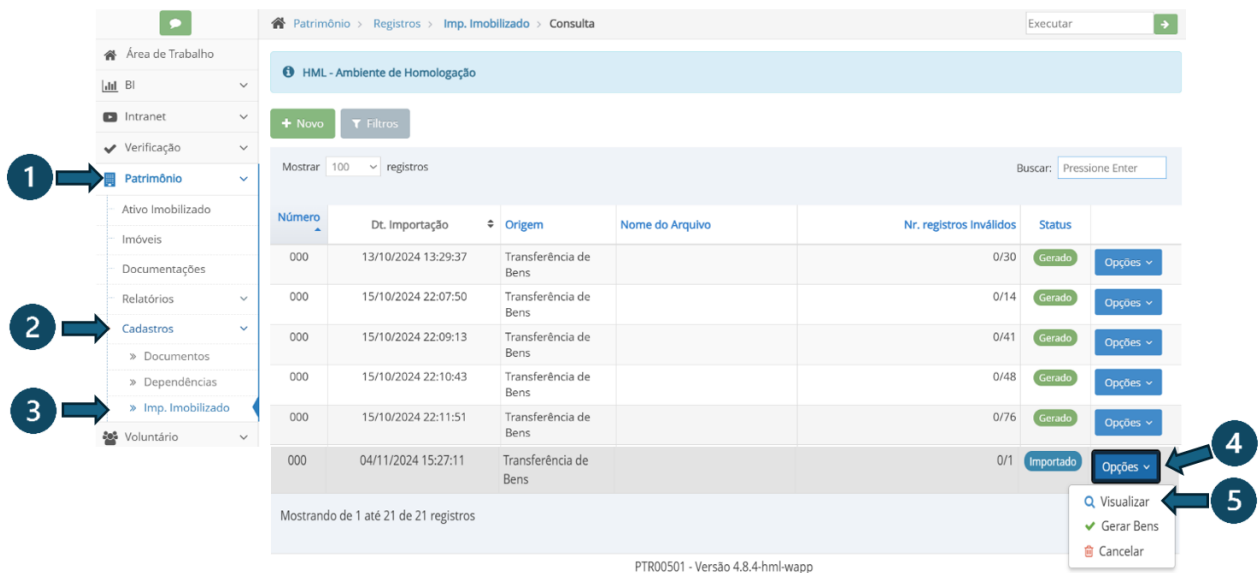 Patrimônio > Registros > Imp. Imobilizado > Consulta
Executar
Área de Trabalho
BI
Intranet
Verificação
1
Patrimônio
Ativo Imobilizado
Imóveis
Documentações
Relatórios
2
Cadastros
» Documentos
» Dependências
3
» Imp. Imobilizado
Voluntário
HML - Ambiente de Homologação
+ Novo
Filtros
Mostrar 100 registros
Buscar: Pressione Enter
Número Dt. Importação Origem Nome do Arquivo Nr. registros Inválidos Status
000 13/10/2024 13:29:37 Transferência de 0/30 Gerado Opções
Bens
000 15/10/2024 22:07:50 Transferência de 0/14 Gerado Opções
Bens
000 15/10/2024 22:09:13 Transferência de 0/41 Gerado Opções
Bens
000 15/10/2024 22:10:43 Transferência de 0/48 Gerado Opções
Bens
000 15/10/2024 22:11:51 Transferência de 0/76 Gerado Opções
Bens
000 04/11/2024 15:27:11 Transferência de 0/1 Importado Opções
Bens
4
Visualizar
5
Gerar Bens
Cancelar
Mostrando de 1 até 21 de 21 registros
PTR00501 - Versão 4.8.4-hml-wapp